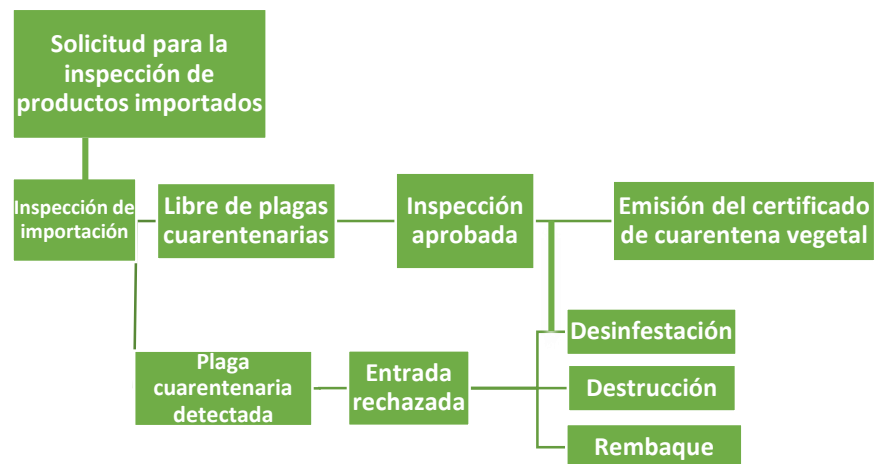 Solicitud para la
inspección de
productos importados
Inspección de
importación
Libre de plagas
cuarentenarias
Inspección
aprobada
Emisión del certificado
de cuarentena vegetal
Plaga
cuarentenaria
detectada
Entrada
rechazada
Desinfestación
Destrucción
Rembaque